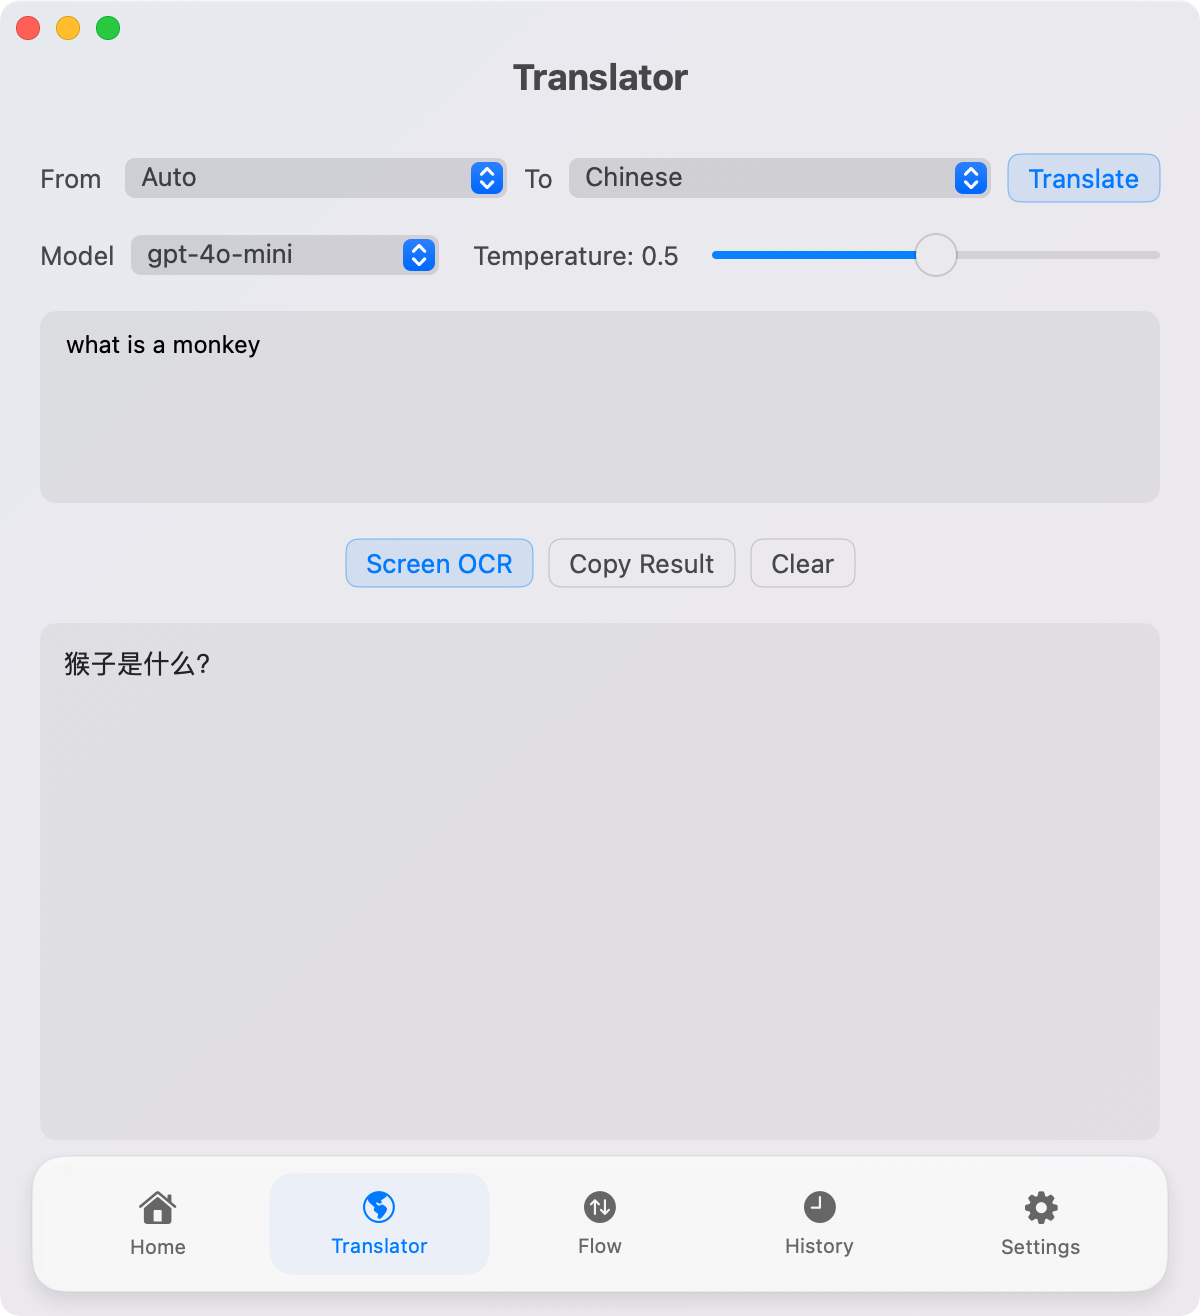 Translator
From Auto To Chinese Translate
Model gpt-4o-mini Temperature: 0.5
what is a monkey
Screen OCR Copy Result Clear
猴子是什么?
Home Translator Flow History Settings